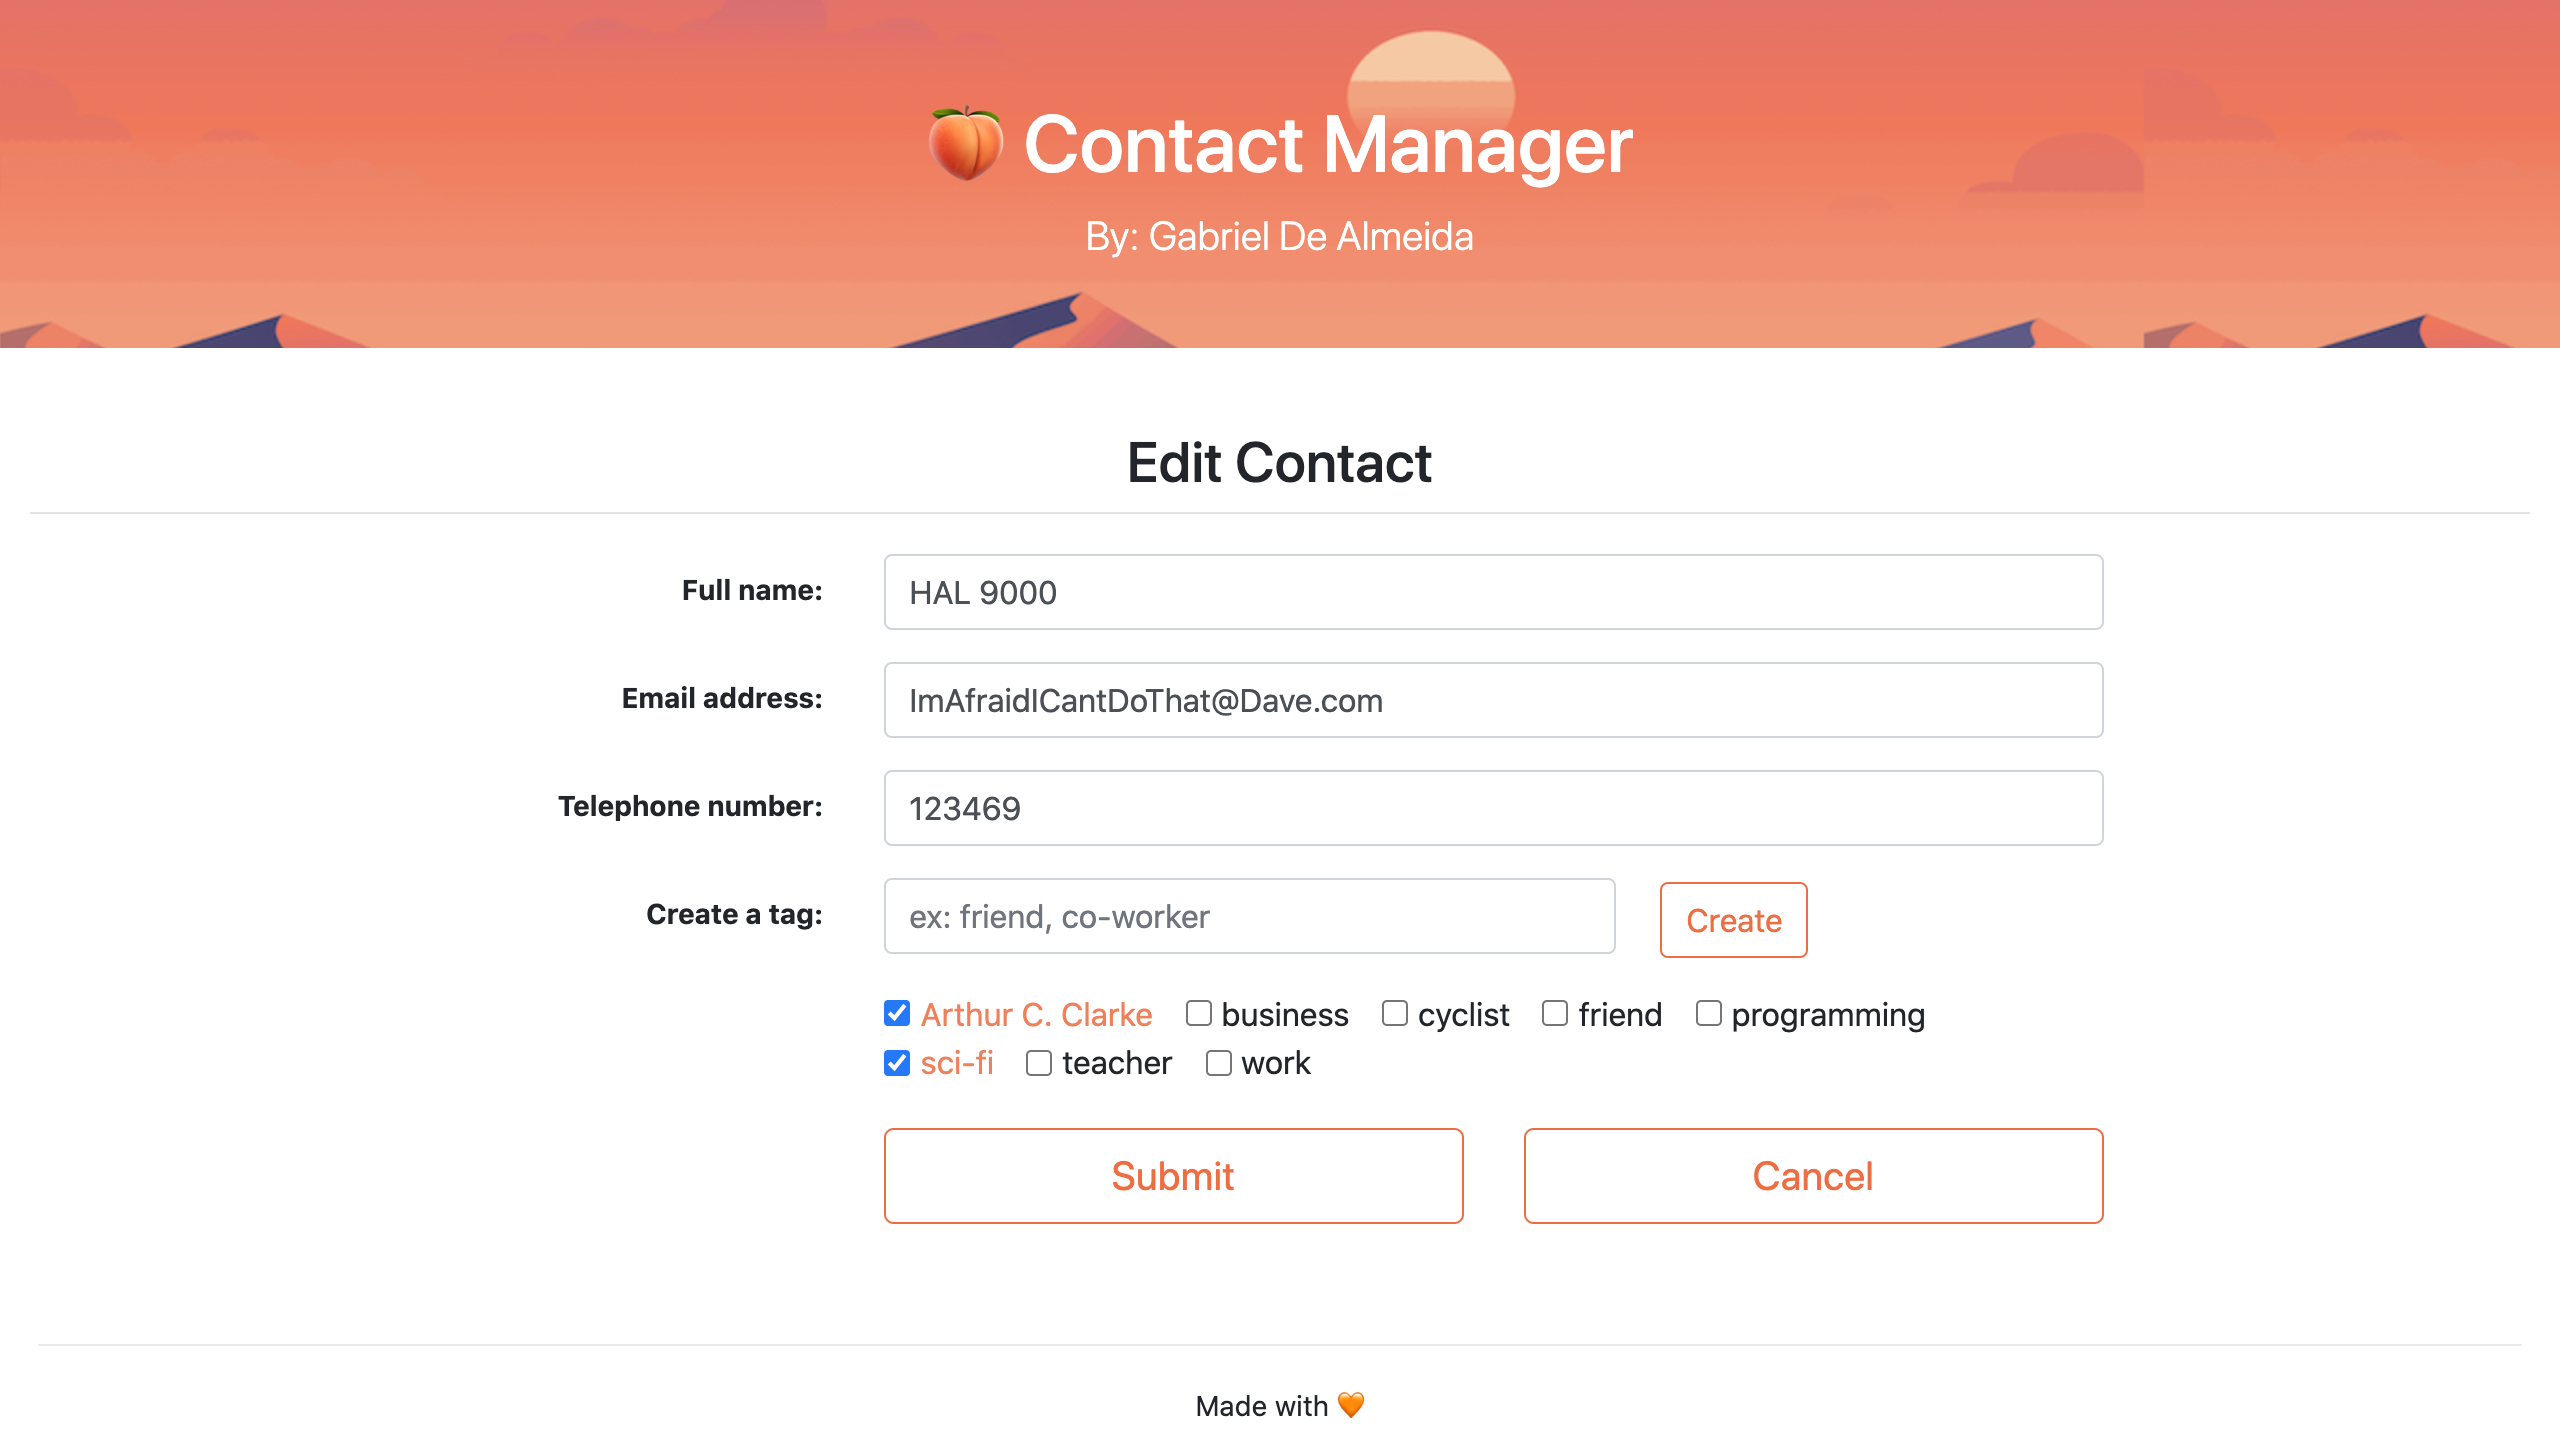 Contact Manager
By: Gabriel De Almeida
Edit Contact
Full name: HAL 9000
Email address: ImAfraidICantDoThat@Dave.com
Telephone number: 123469
Create a tag: ex: friend, co-worker Create
Arthur C. Clarke business cyclist friend programming
sci-fi teacher work
Submit Cancel
Made with 🧡